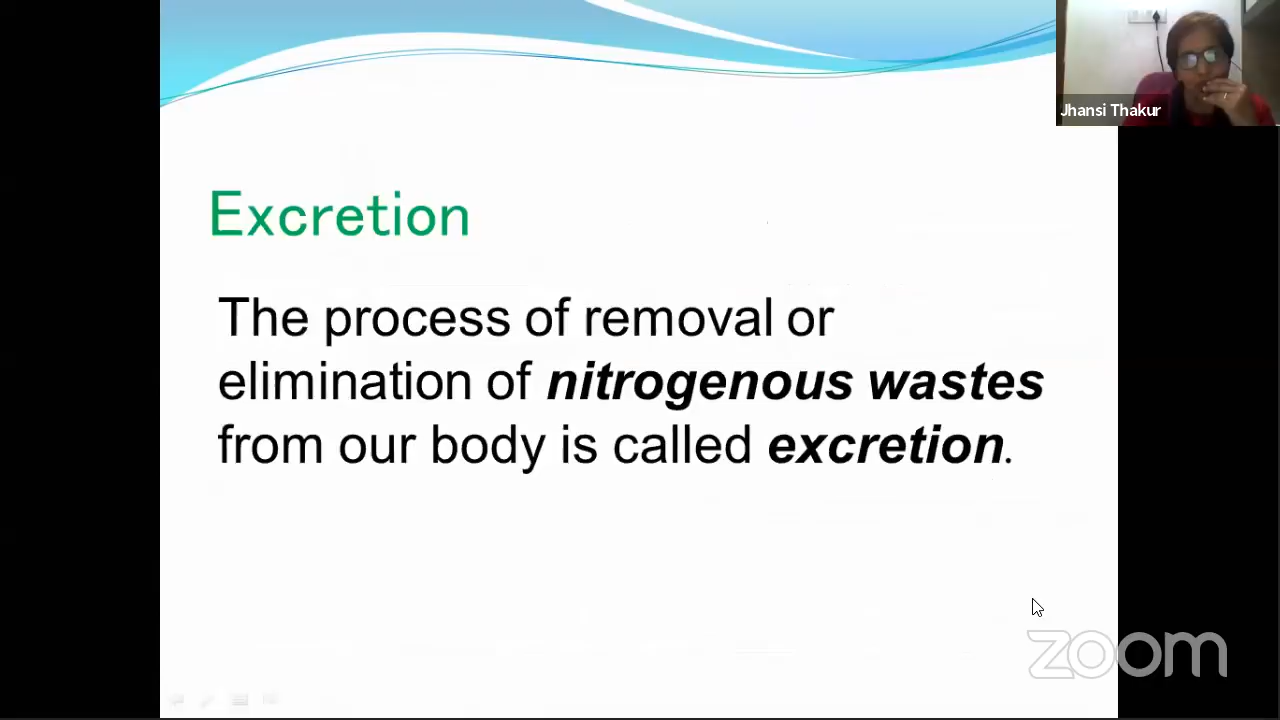 Jhansi Thakur
Excretion
The process of removal or
elimination of nitrogenous wastes
from our body is called excretion.
zoom